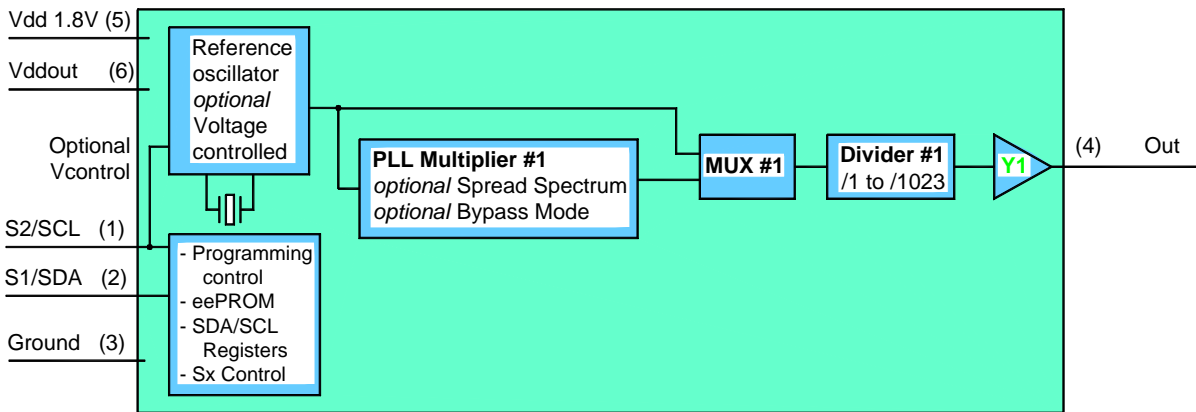 Vdd 1.8V (5)
Vddout (6)
Optional
Vcontrol
S2/SCL (1)
S1/SDA (2)
Ground (3)
Reference
oscillator
optional
Voltage
controlled
- Programming
control
- eePROM
- SDA/SCL
Registers
- Sx Control
PLL Multiplier #1
optional Spread Spectrum
optional Bypass Mode
MUX #1
Divider #1
/1 to /1023
Y1
(4) Out